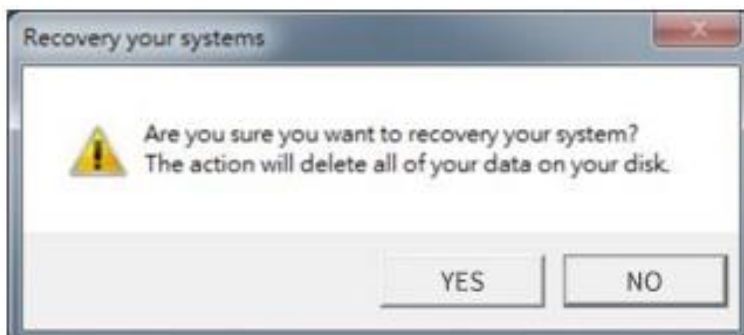 Recovery your systems
Are you sure you want to recovery your system?
The action will delete all of your data on your disk.
YES
NO